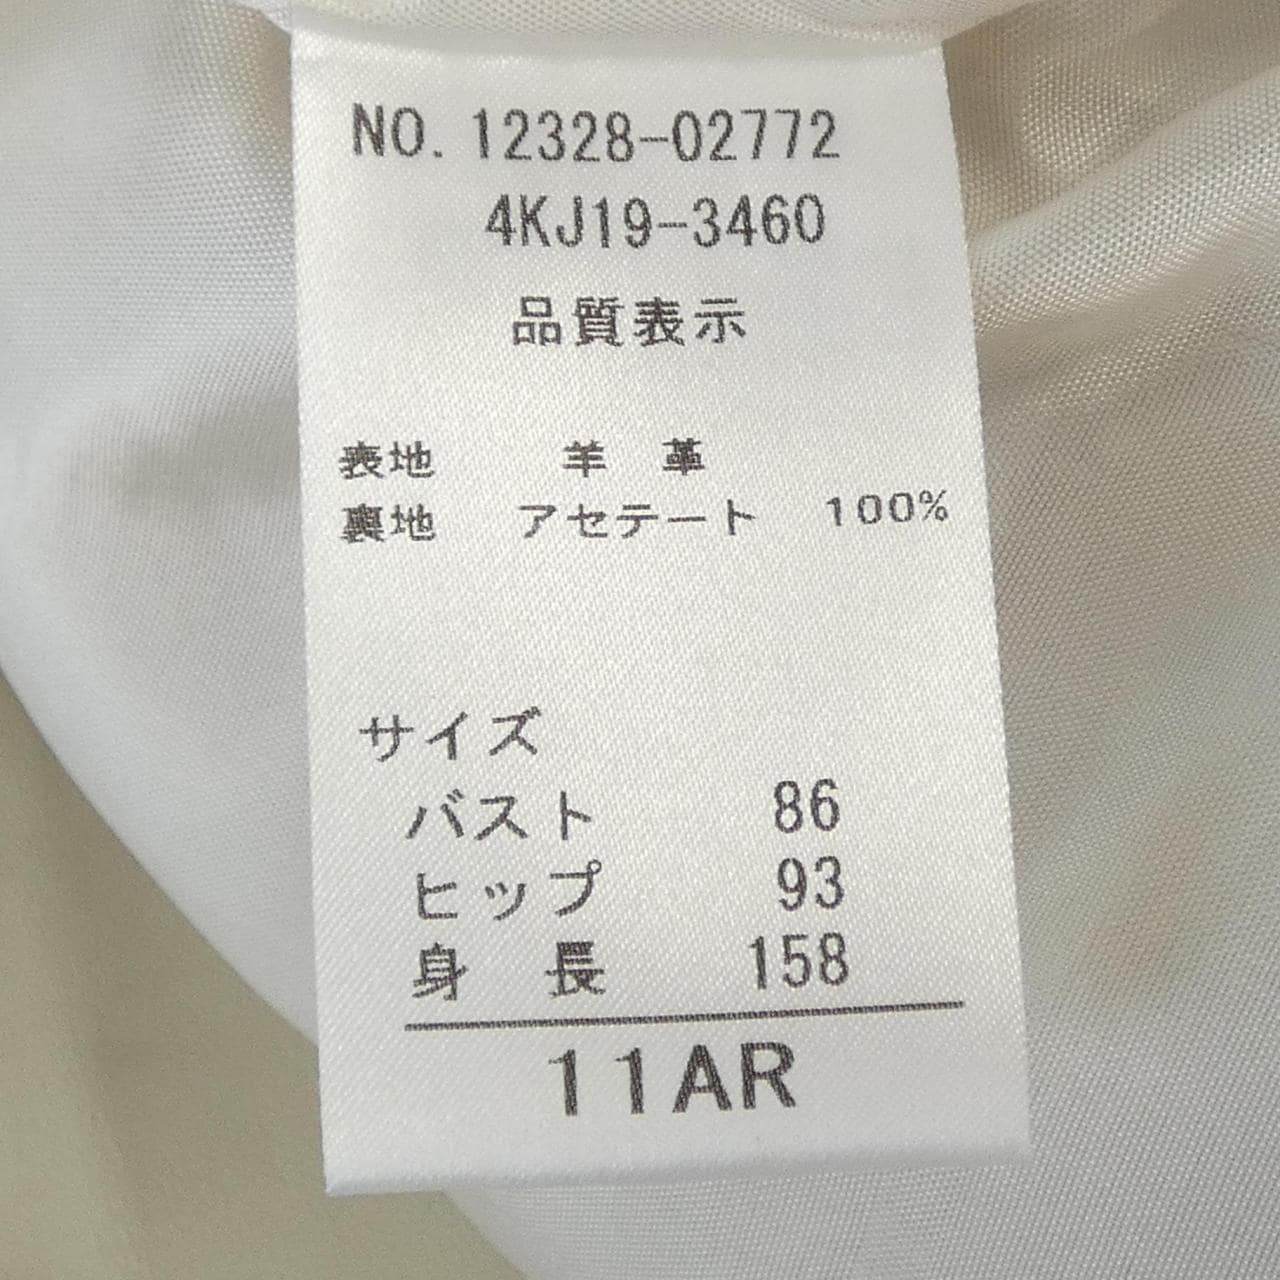 NO. 12328-02772
4KJ19-3460
品質表示
表地 羊 革
裏地 アセテート 100%
サイズ
バスト 86
ヒップ 93
身 長 158
11AR